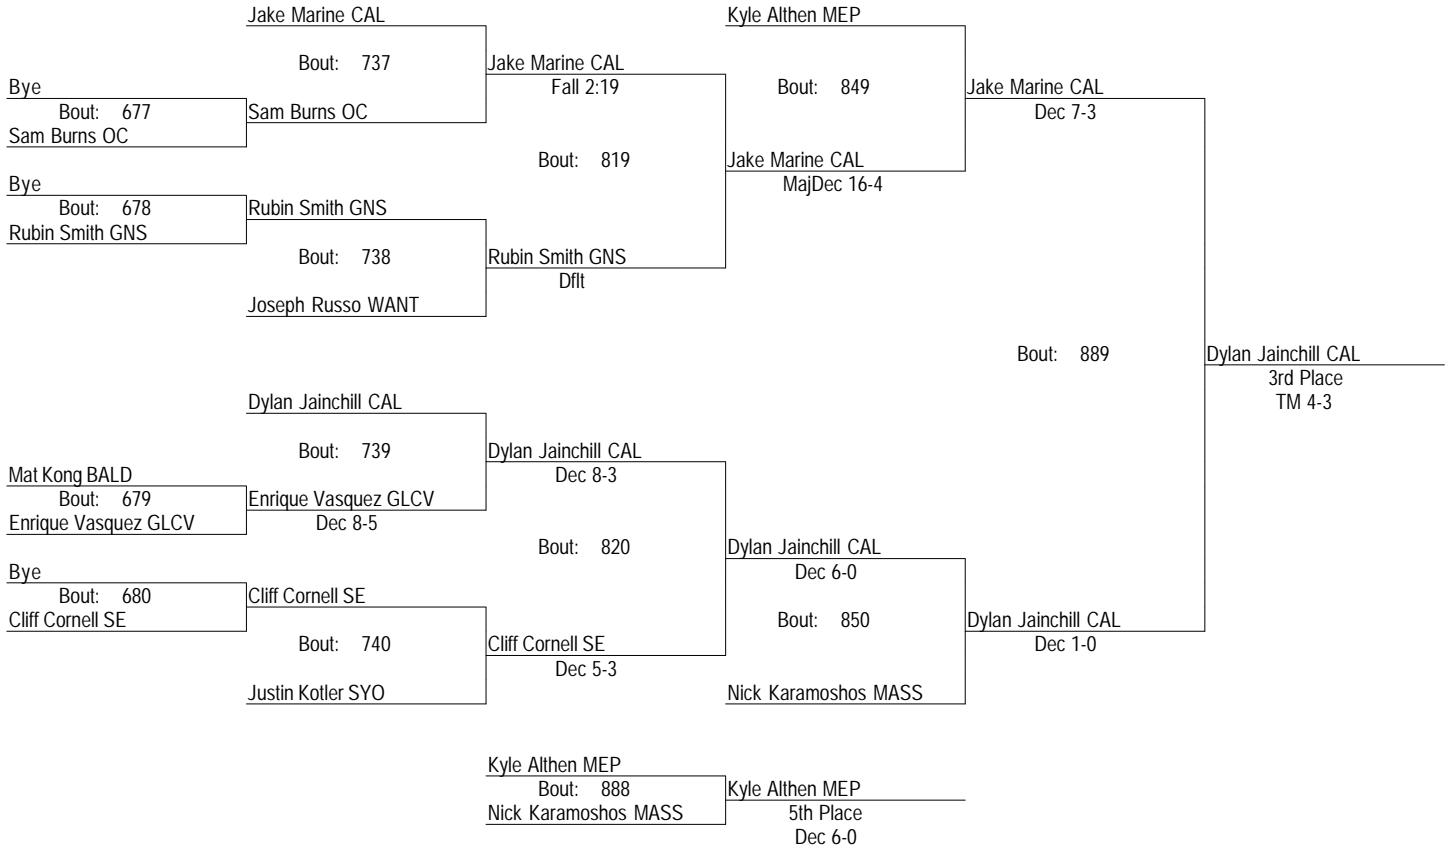 Jake Marine CAL
Kyle Althen MEP
Bout: 737
Jake Marine CAL
Fall 2:19
Bout: 849
Jake Marine CAL
Dec 7-3
Bye
Bout: 677
Sam Burns OC
Sam Burns OC
Bout: 819
Jake Marine CAL
MajDec 16-4
Bye
Bout: 678
Rubin Smith GNS
Rubin Smith GNS
Bout: 738
Rubin Smith GNS
Dflt
Joseph Russo WANT
Bout: 889
Dylan Jainchill CAL
3rd Place
TM 4-3
Dylan Jainchill CAL
Bout: 739
Dylan Jainchill CAL
Dec 8-3
Mat Kong BALD
Bout: 679
Enrique Vasquez GLCV
Enrique Vasquez GLCV
Dec 8-5
Bout: 820
Dylan Jainchill CAL
Dec 6-0
Bye
Bout: 680
Cliff Cornell SE
Cliff Cornell SE
Bout: 850
Dylan Jainchill CAL
Dec 1-0
Bout: 740
Cliff Cornell SE
Dec 5-3
Justin Kotler SYO
Nick Karamoshos MASS
Kyle Althen MEP
Bout: 888
Nick Karamoshos MASS
Kyle Althen MEP
5th Place
Dec 6-0